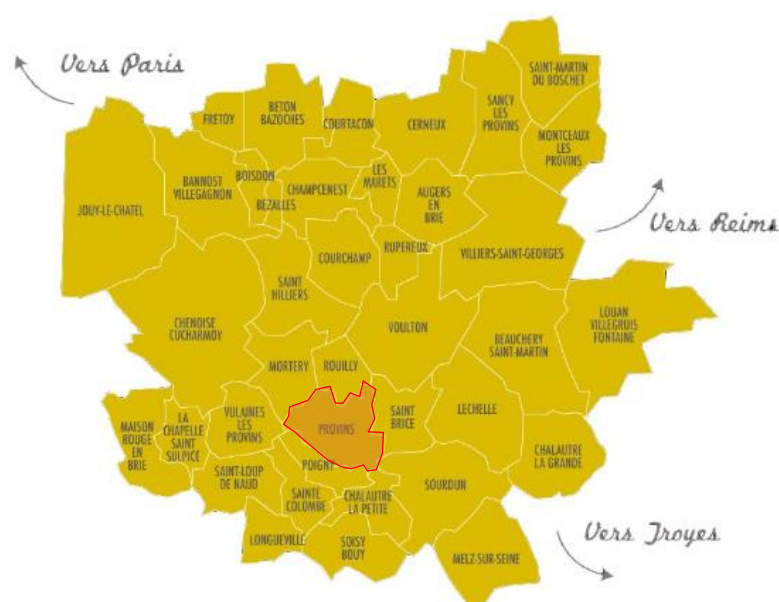 Vers Paris
SAINT-MARTIN
DU BOSCHET
FRETOY
BETON
BAZOCHES
COURTACON
CERNEUX
SANCY
LES
PROVINS
MONTCEAUX
LES
PROVINS
JOUY-LE-CHATEL
BANNOST
VILLEGAGNON
BOISDON
BEZALLES
CHAMPCENEST
LES
MARETS
AUGERS
EN
BRIE
Vers Reims
COURCHAMP
RUPEREUX
VILLIERS-SAINT-GEORGES
SAINT
HILLIERS
CHENOISE
CUCHARMOY
VOULTON
BEAUCHERY
SAINT-MARTIN
LOUAN
VILLEGRUIS
FONTAINE
MORTERY
ROUILLY
MAISON
ROUGE
EN
BRIE
LA
CHAPELLE
SAINT
SULPICE
VULAINES
LES
PROVINS
PROVINS
SAINT
BRICE
LECHELLE
CHALAUTRE
LA GRANDE
SAINT-LOUP
DE NAUD
POIGNY
SAINTE
COLOMBE
CHALAUTRE
LA PETITE
SOURDUN
LONGUEVILLE
SOISY
BOUY
MELZ-SUR-SEINE
Vers Troyes